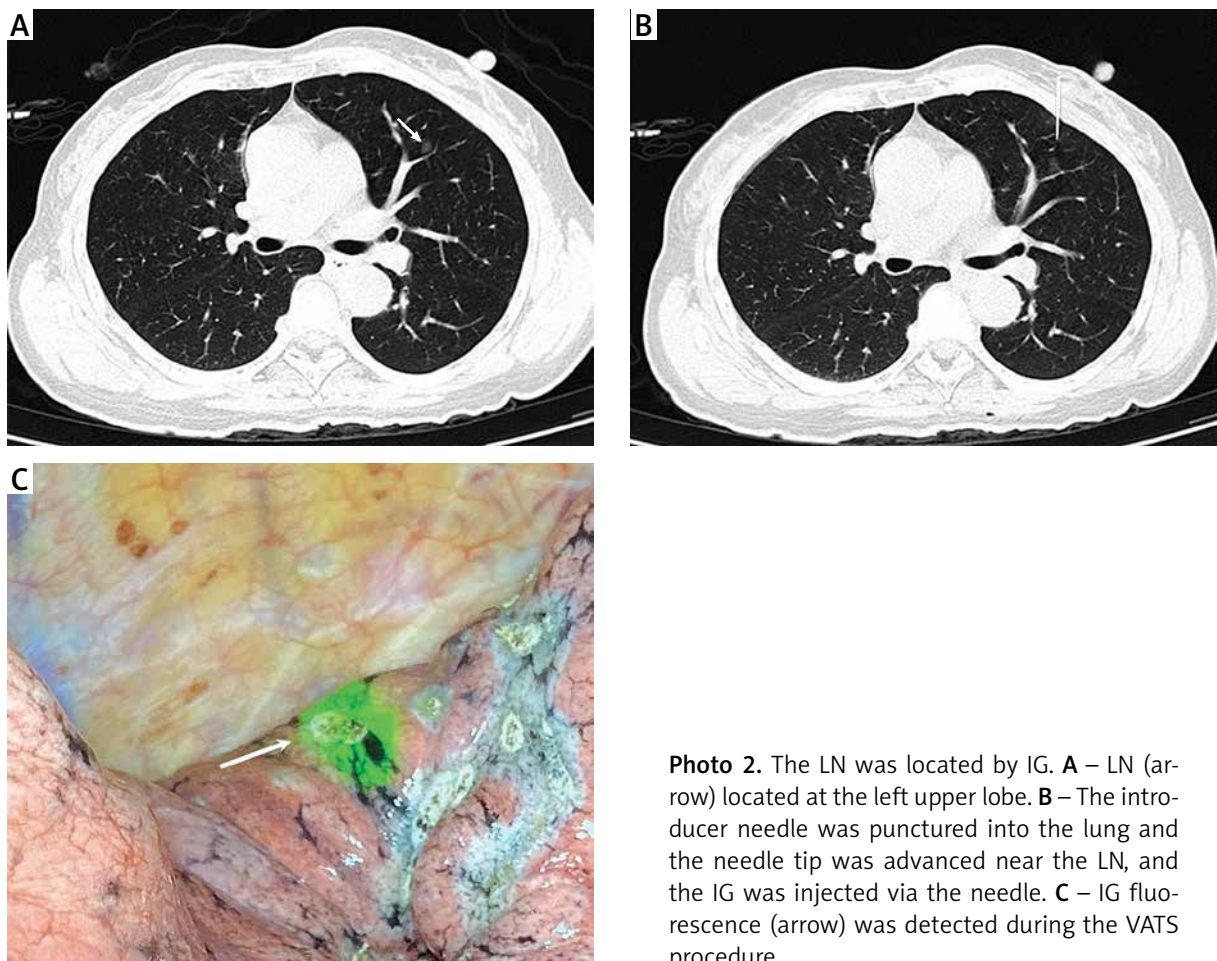 A
B
C
Photo 2. The LN was located by IG. A – LN (ar-
row) located at the left upper lobe. B – The intro-
ducer needle was punctured into the lung and
the needle tip was advanced near the LN, and
the IG was injected via the needle. C – IG fluo-
rescence (arrow) was detected during the VATS
procedure